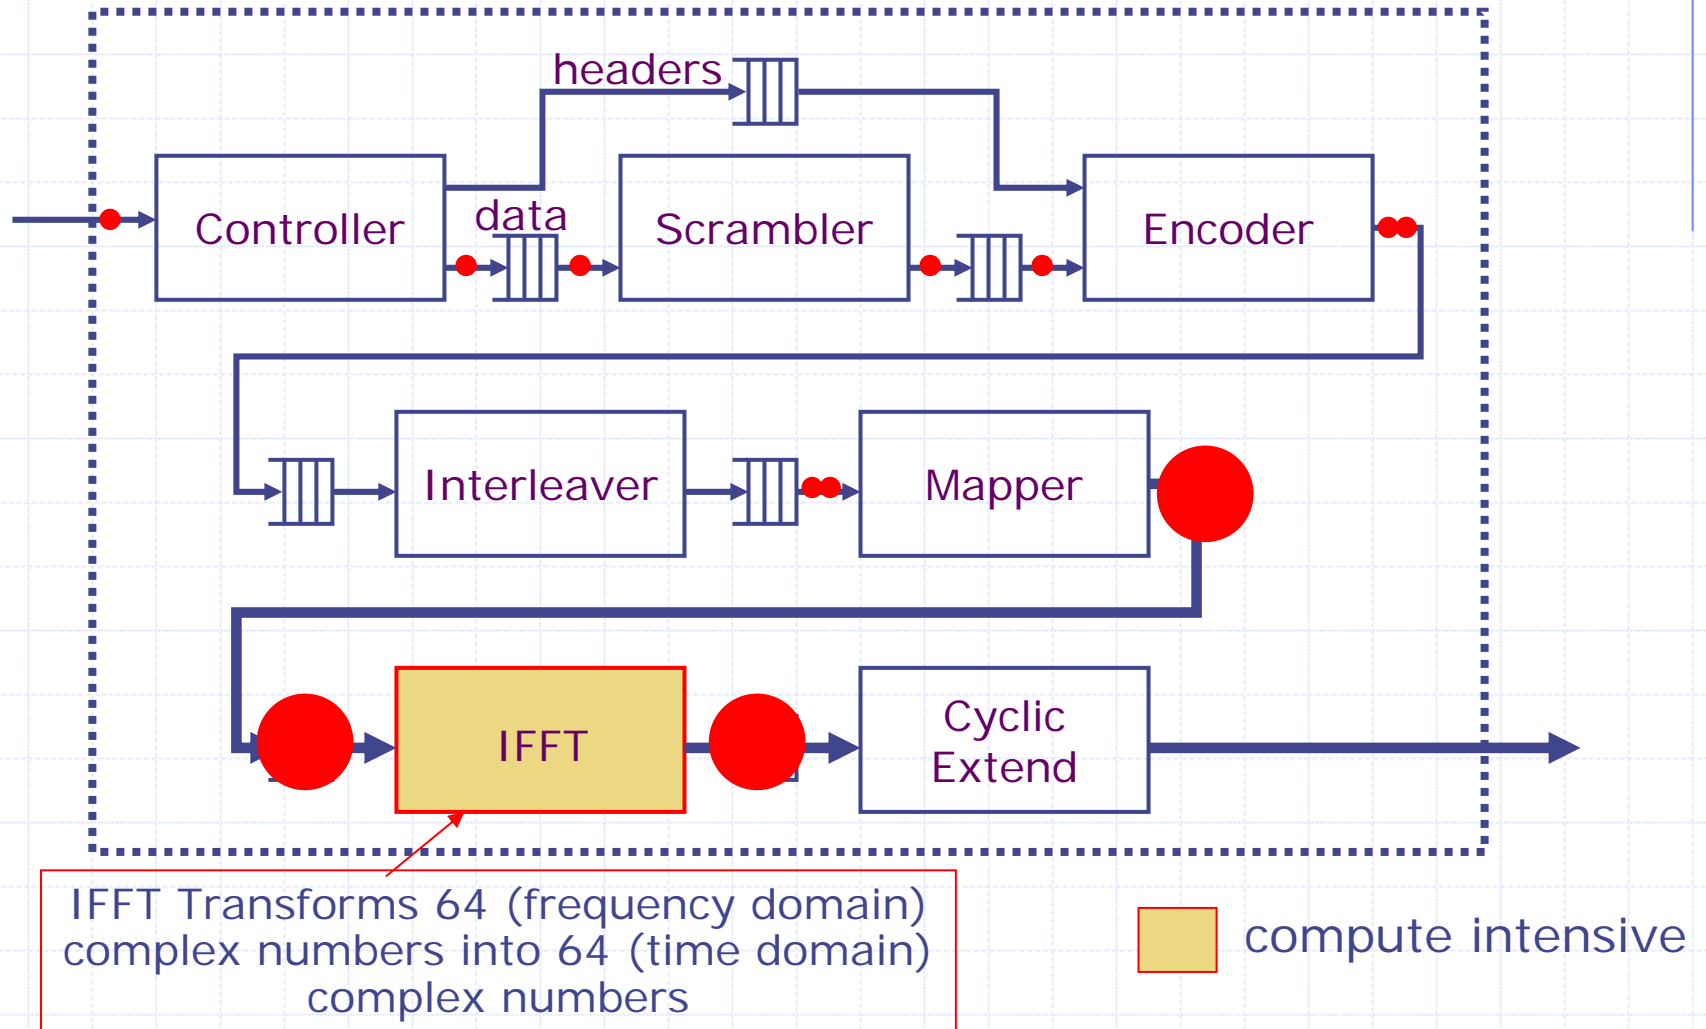 headers
Controller
data
Scrambler
Encoder
Interleaver
Mapper
IFFT
Cyclic
Extend
IFFT Transforms 64 (frequency domain)
complex numbers into 64 (time domain)
complex numbers
compute intensive